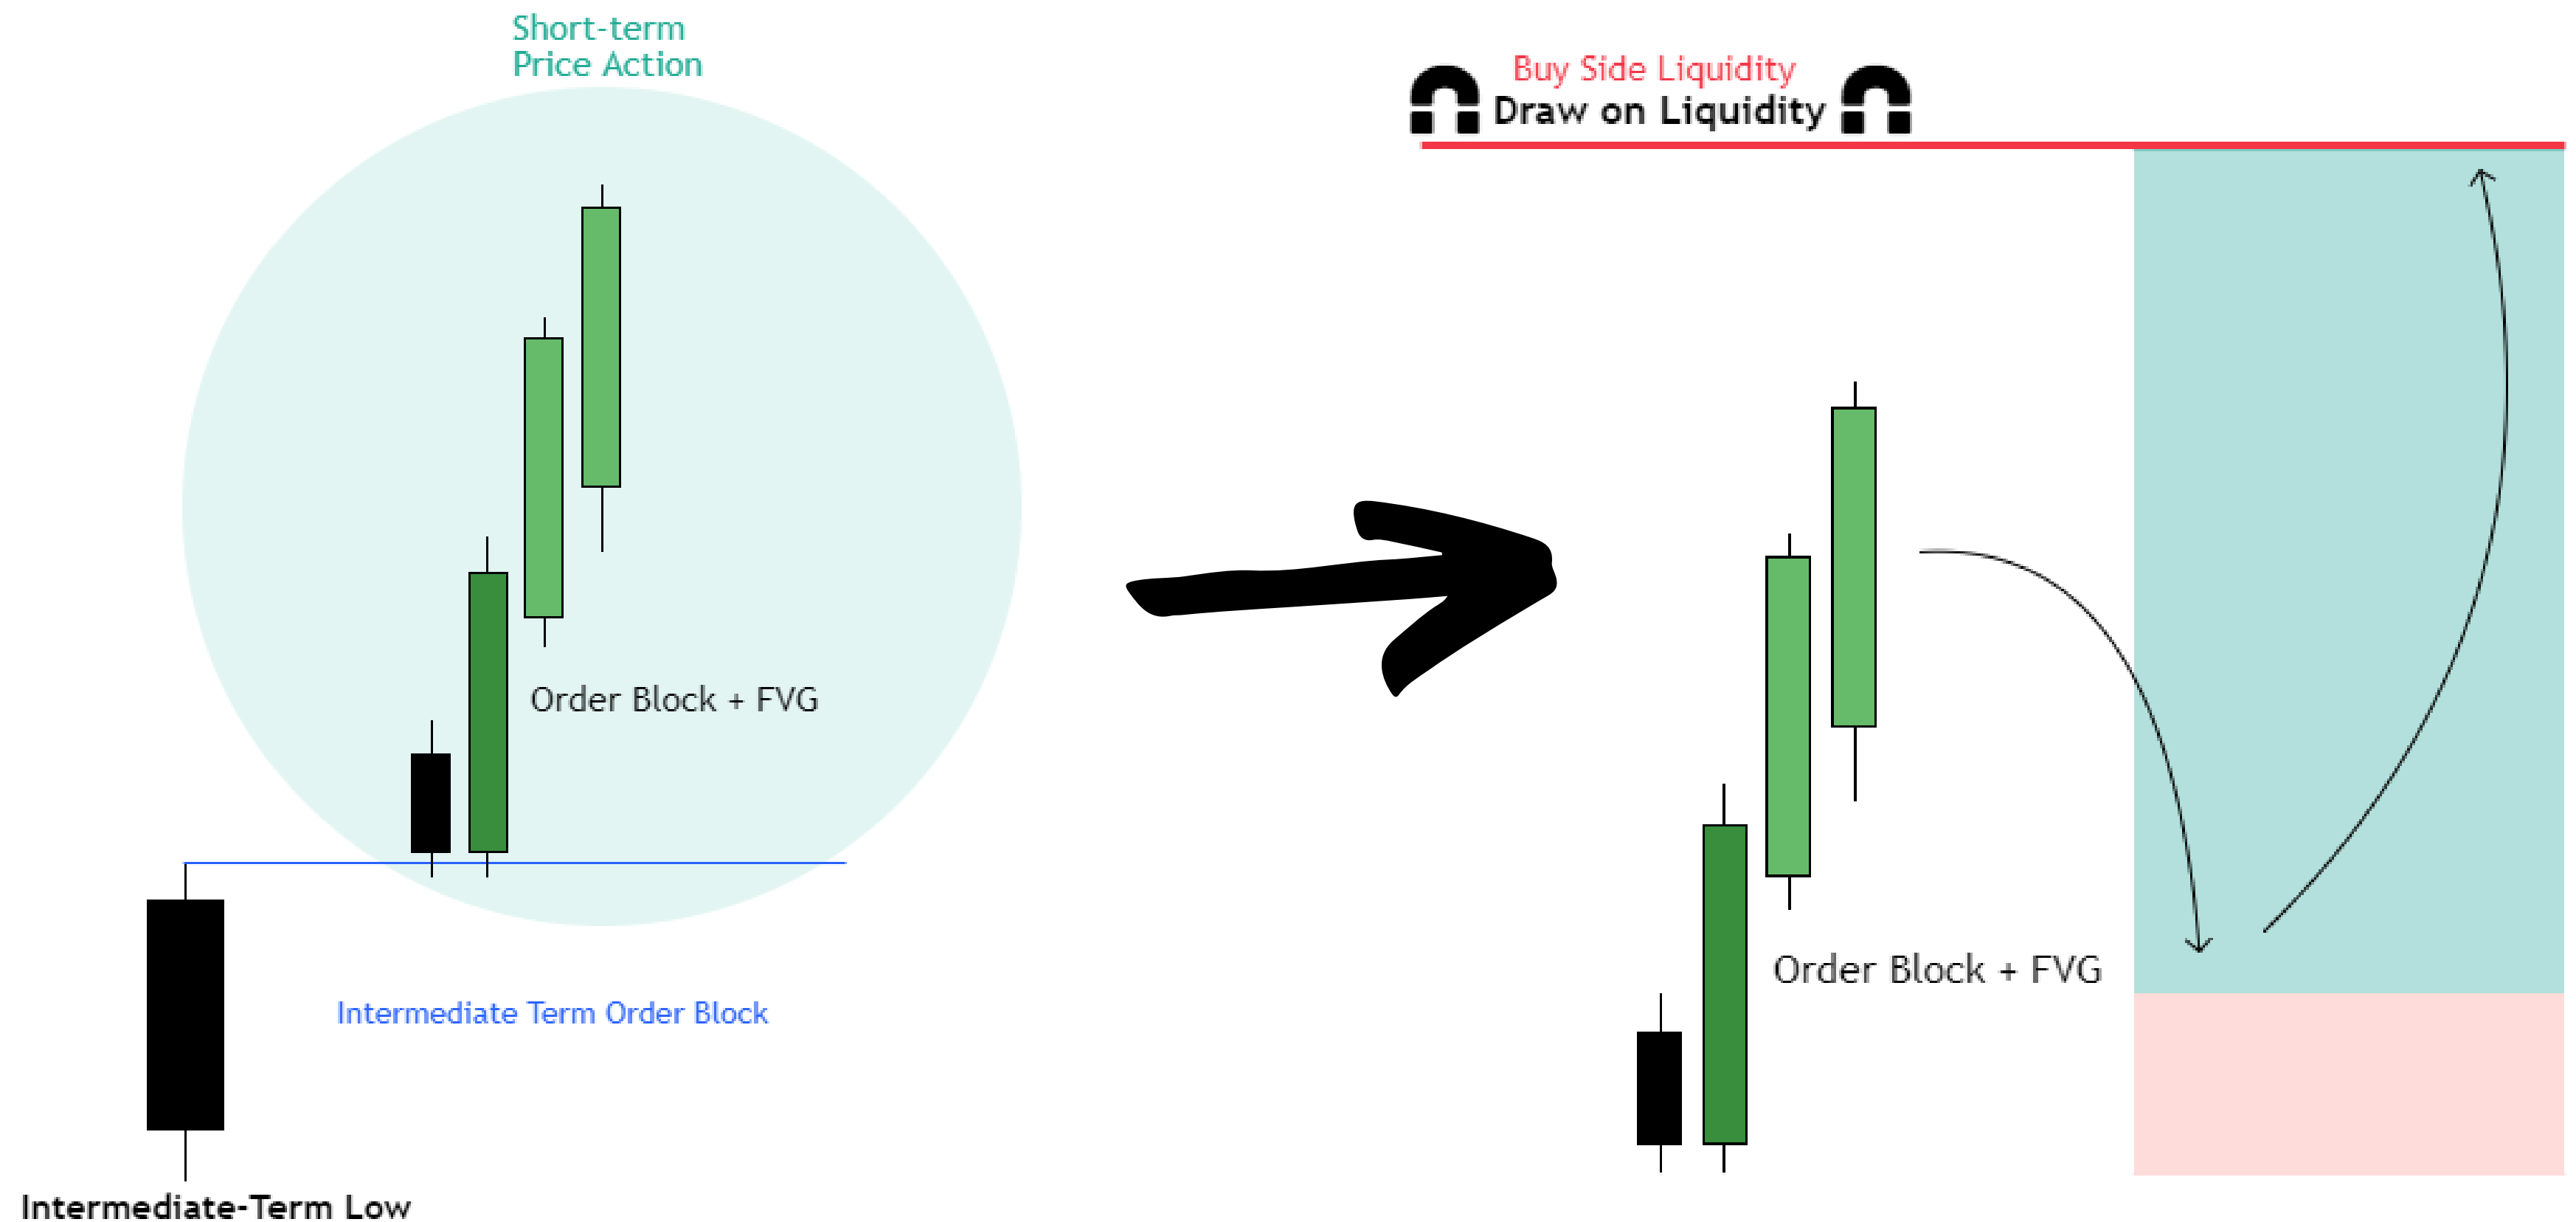 Short-term
Price Action
Order Block + FVG
Intermediate Term Order Block
Intermediate-Term Low
Buy Side Liquidity
Draw on Liquidity
Order Block + FVG